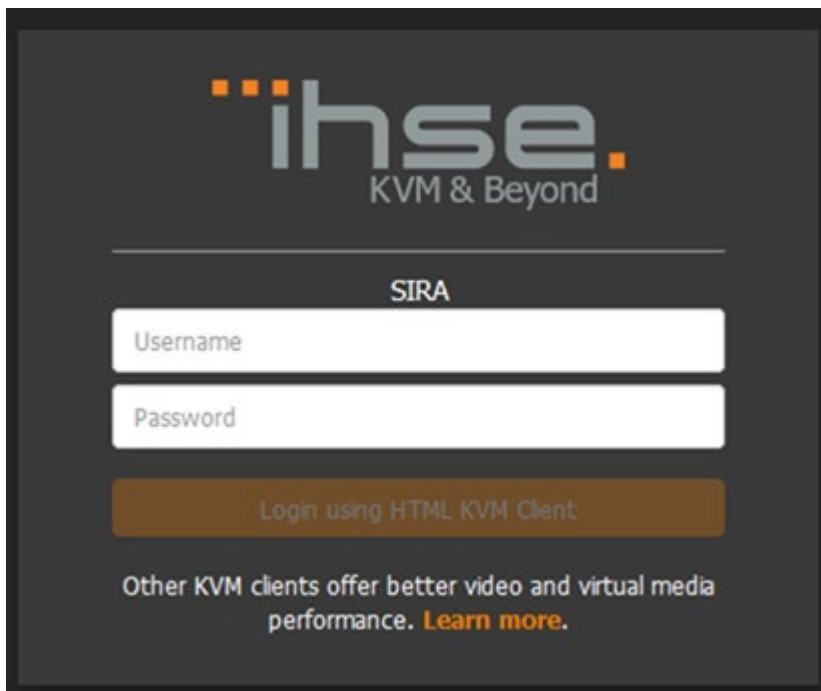 ihse.
KVM & Beyond
SIRA
Username
Password
Login using HTML KVM Client
Other KVM clients offer better video and virtual media
performance. Learn more.